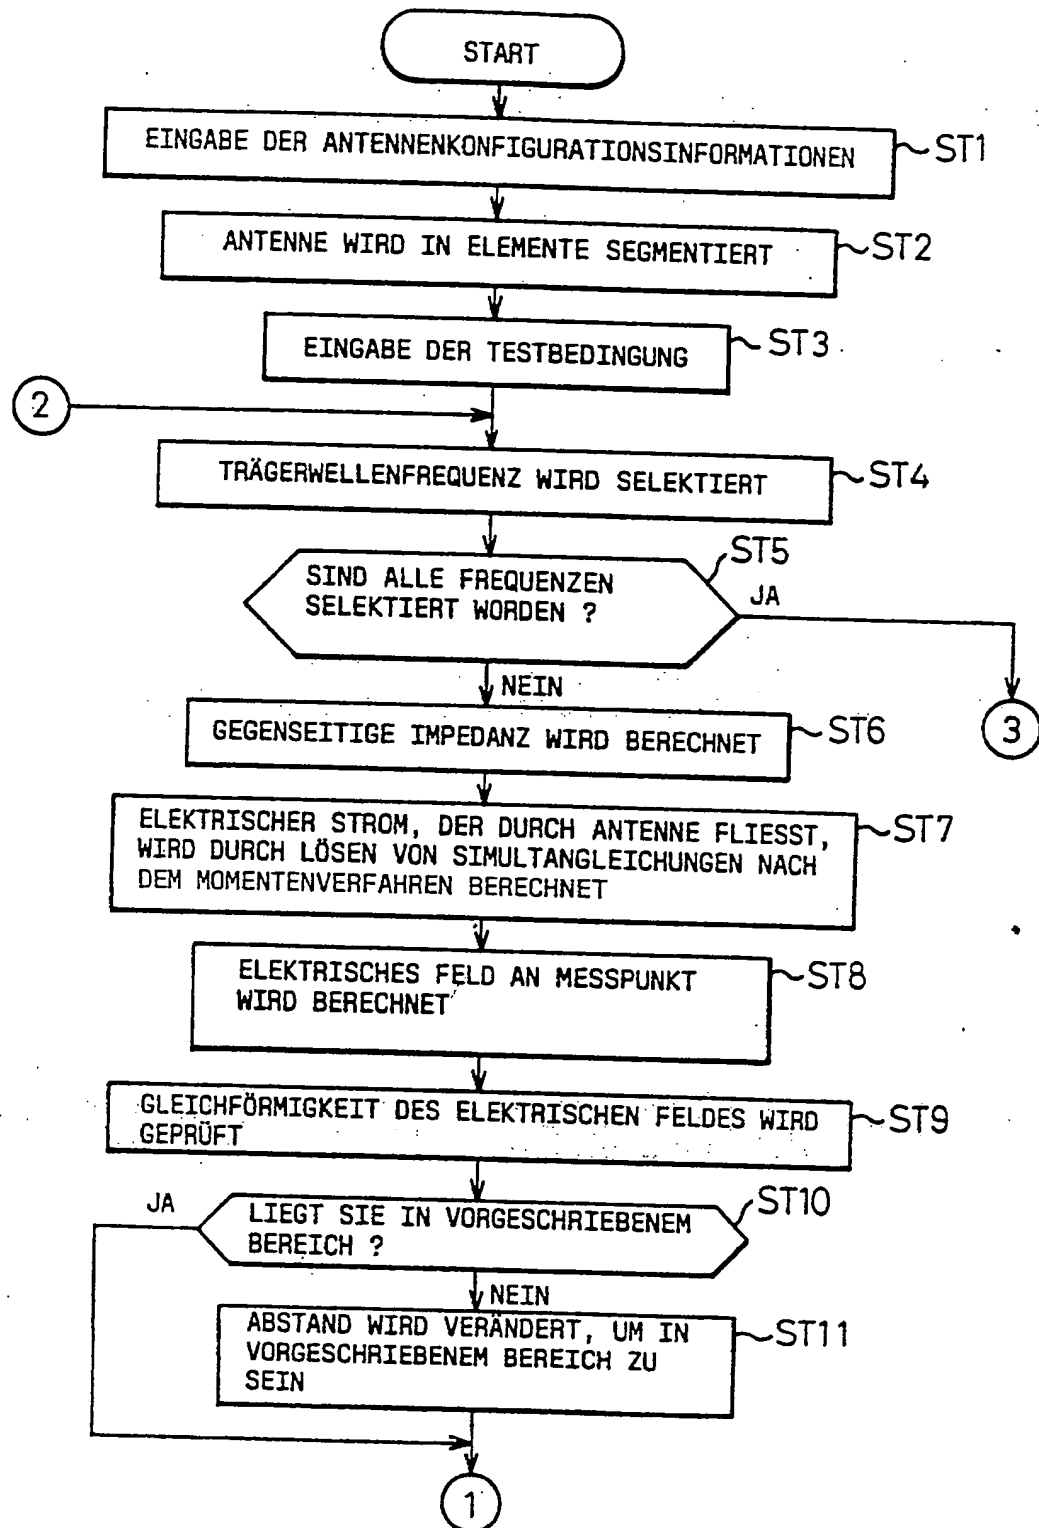 START
EINGABE DER ANTENNENKONFIGURATIONSINFORMATIONEN
ST1
ANTENNE WIRD IN ELEMENTE SEGMENTIERT
ST2
EINGABE DER TESTBEDINGUNG
ST3
2
TRÄGERWELLENFREQUENZ WIRD SELEKTIERT
ST4
ST5
SIND ALLE FREQUENZEN
SELEKTIERT WORDEN ?
JA
NEIN
3
GEGENSEITIGE IMPEDANZ WIRD BERECHNET
ST6
ELEKTRISCHER STROM, DER DURCH ANTENNE FLIESST,
WIRD DURCH LÖSEN VON SIMULTANGLEICHUNGEN NACH
DEM MOMENTENVERFAHREN BERECHNET
ST7
ELEKTRISCHES FELD AN MESSPUNKT
WIRD BERECHNET
ST8
GLEICHFÖRMIGKEIT DES ELEKTRISCHEN FELDES WIRD
GEPRÜFT
ST9
JA
LIEGT SIE IN VORGESCHRIEBENEM
BEREICH ?
ST10
NEIN
ABSTAND WIRD VERÄNDERT, UM IN
VORGESCHRIEBENEM BEREICH ZU
SEIN
ST11
1